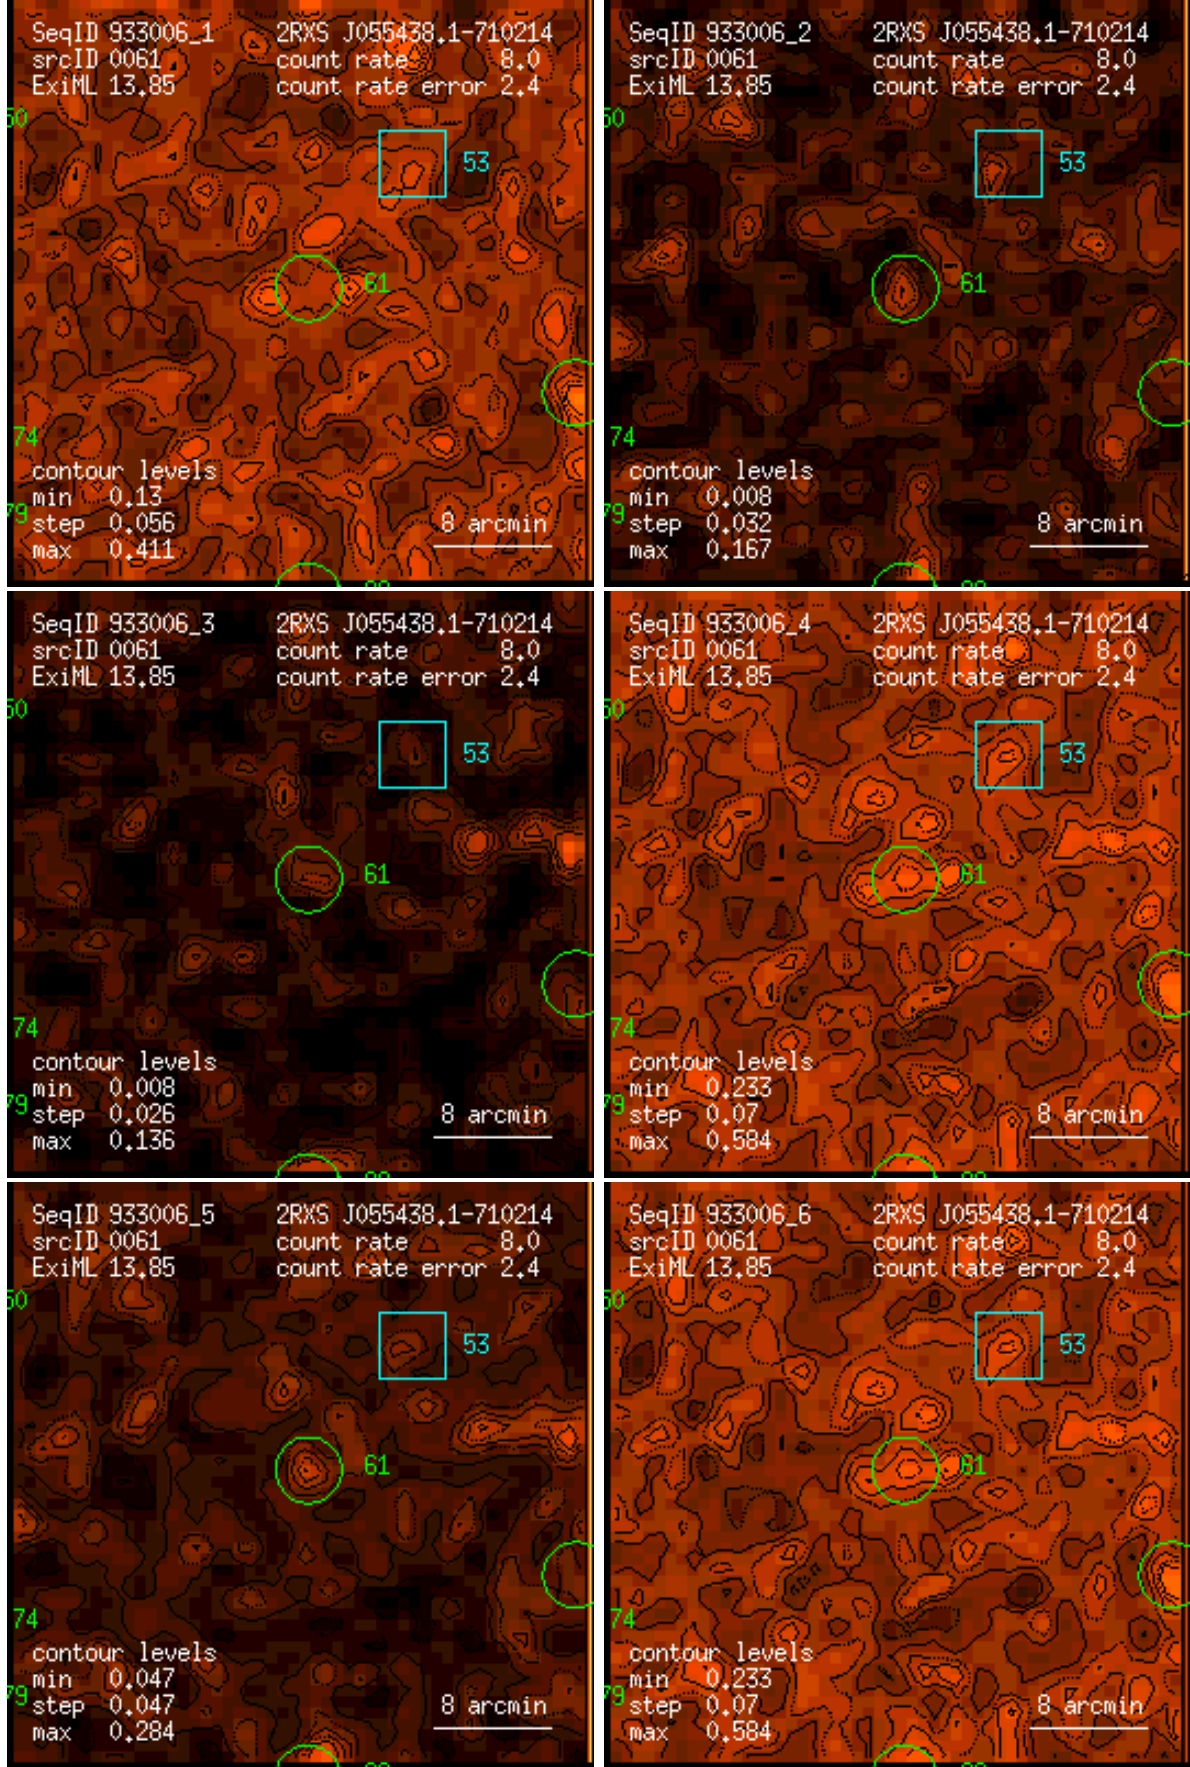 SeqID 933006_1 2RXS J055438.1-710214
srcID 0061 count rate 8.0
ExiML 13.85 count rate error 2.4
50
53
61
74
contour levels
min 0.13
79 step 0.056 8 arcmin
max 0.411
SeqID 933006_2 2RXS J055438.1-710214
srcID 0061 count rate 8.0
ExiML 13.85 count rate error 2.4
50
53
61
74
contour levels
min 0.008
79 step 0.032 8 arcmin
max 0.167
SeqID 933006_3 2RXS J055438.1-710214
srcID 0061 count rate 8.0
ExiML 13.85 count rate error 2.4
50
53
61
74
contour levels
min 0.008
79 step 0.026 8 arcmin
max 0.136
SeqID 933006_4 2RXS J055438.1-710214
srcID 0061 count rate 8.0
ExiML 13.85 count rate error 2.4
50
53
61
74
contour levels
min 0.233
79 step 0.07 8 arcmin
max 0.584
SeqID 933006_5 2RXS J055438.1-710214
srcID 0061 count rate 8.0
ExiML 13.85 count rate error 2.4
50
53
61
74
contour levels
min 0.047
79 step 0.047 8 arcmin
max 0.284
SeqID 933006_6 2RXS J055438.1-710214
srcID 0061 count rate 8.0
ExiML 13.85 count rate error 2.4
50
53
61
74
contour levels
min 0.233
79 step 0.07 8 arcmin
max 0.584